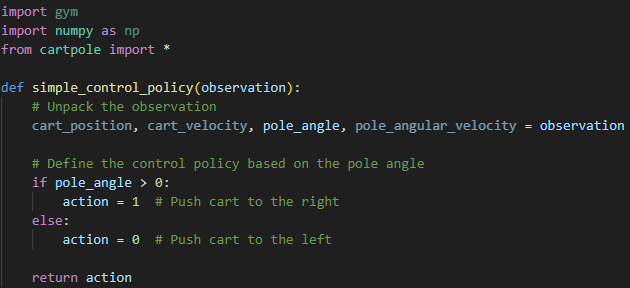 import gym
import numpy as np
from cartpole import *
def simple_control_policy(observation):
# Unpack the observation
cart_position, cart_velocity, pole_angle, pole_angular_velocity = observation
# Define the control policy based on the pole angle
if pole_angle > 0:
action = 1  # Push cart to the right
else:
action = 0  # Push cart to the left
return action